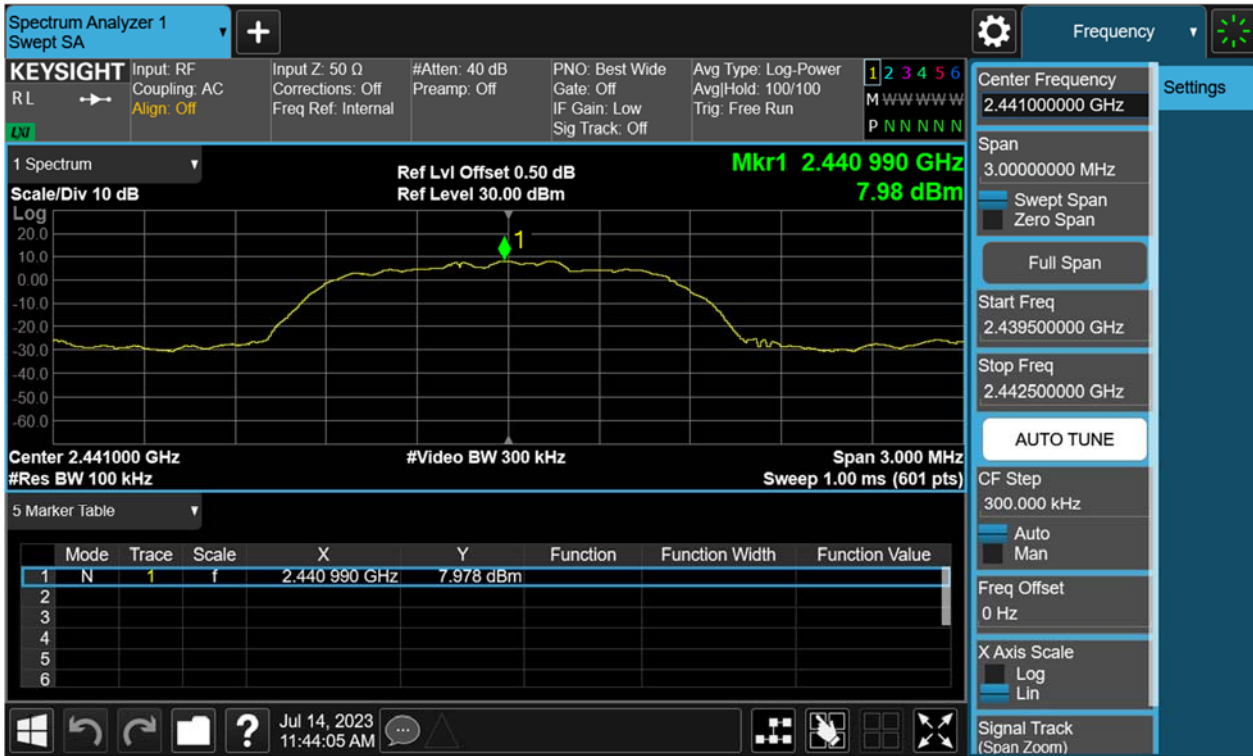 Spectrum Analyzer 1
Swept SA
+
Frequency
KEYSIGHT
RL
LXI
Input: RF
Coupling: AC
Align: Off
Input Z: 50 Ω
Corrections: Off
Freq Ref: Internal
#Atten: 40 dB
Preamp: Off
PNO: Best Wide
Gate: Off
IF Gain: Low
Sig Track: Off
Avg Type: Log-Power
Avg|Hold: 100/100
Trig: Free Run
1 2 3 4 5 6
M W W W W W
P N N N N N
1 Spectrum
Scale/Div 10 dB
Ref Lvl Offset 0.50 dB
Ref Level 30.00 dBm
Mkr1 2.440 990 GHz
7.98 dBm
Log
20.0
10.0
0.00
-10.0
-20.0
-30.0
-40.0
-50.0
-60.0
1
Center 2.441000 GHz
#Res BW 100 kHz
#Video BW 300 kHz
Span 3.000 MHz
Sweep 1.00 ms (601 pts)
5 Marker Table
Mode Trace Scale X Y Function Function Width Function Value
1 N 1 f 2.440 990 GHz 7.978 dBm
2
3
4
5
6
?
Jul 14, 2023
11:44:05 AM
Center Frequency
2.441000000 GHz
Settings
Span
3.00000000 MHz
Swept Span
Zero Span
Full Span
Start Freq
2.439500000 GHz
Stop Freq
2.442500000 GHz
AUTO TUNE
CF Step
300.000 kHz
Auto
Man
Freq Offset
0 Hz
X Axis Scale
Log
Lin
Signal Track
(Span Zoom)